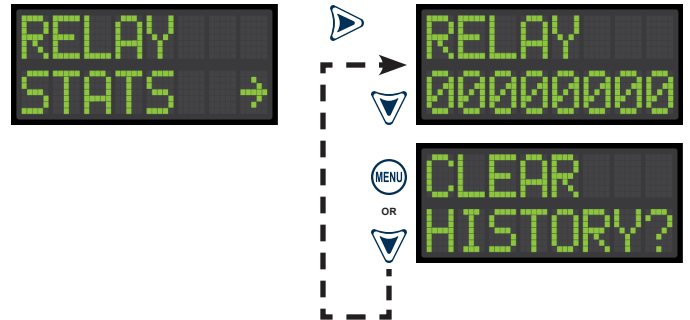 RELAY
STATS →
RELAY
00000000
MENU
OR
CLEAR
HISTORY?